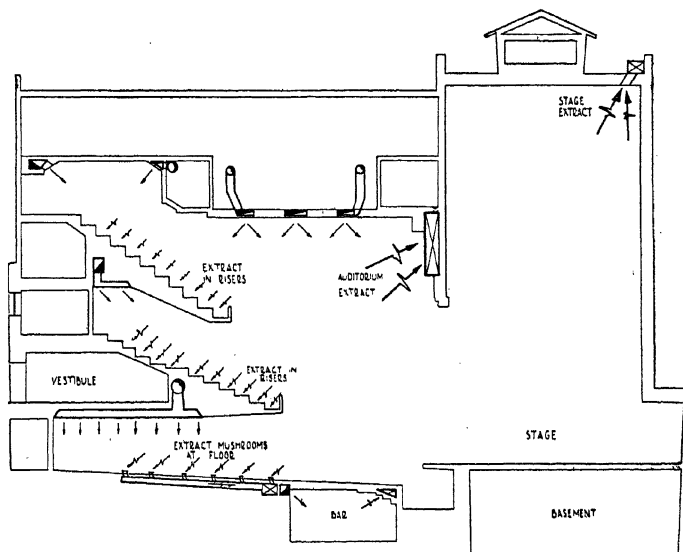 STAGE
EXTRACT
EXTRACT
IN RISERS
AUDITORIUM
EXTRACT
EXTRACT IN
RISERS
VESTIBULE
EXTRACT MUSHROOMS
AT FLOOR
STAGE
BAR
BASEMENT